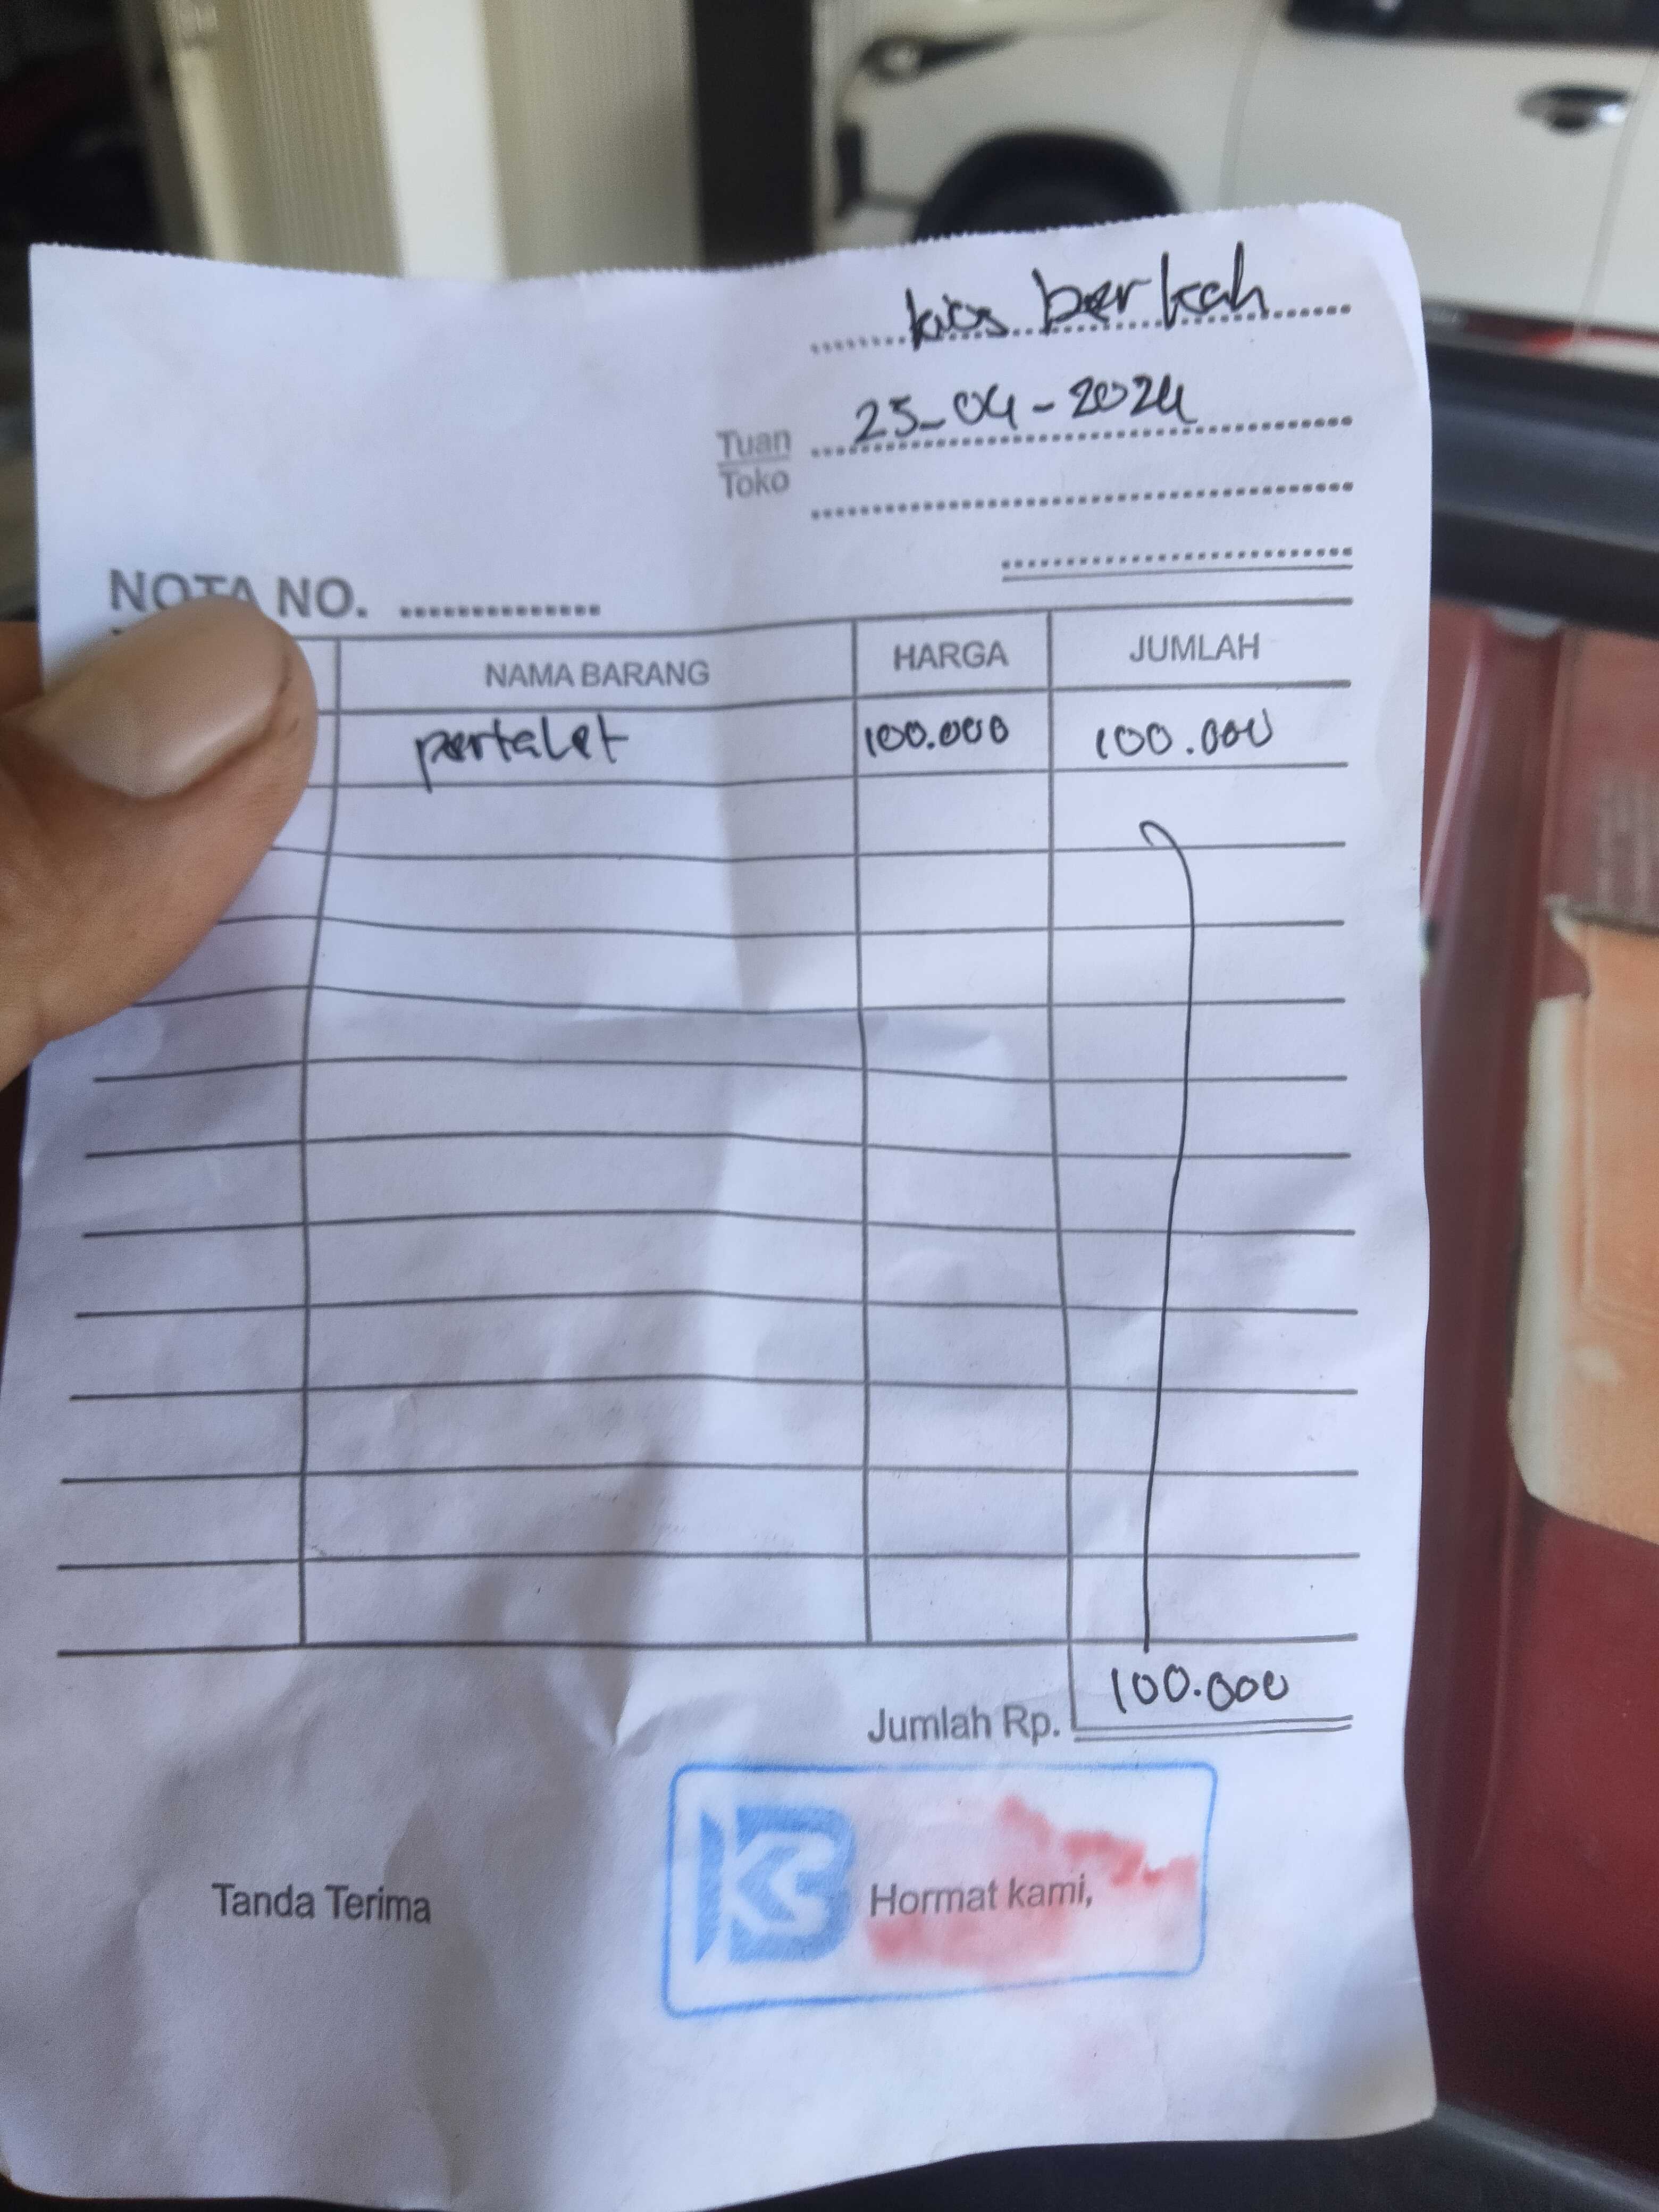 kios berkah
Tuan 25-04-2024
Toko
NOTA NO. ..............
NAMA BARANG HARGA JUMLAH
pertalet 100.000 100.000
Jumlah Rp. 100.000
Tanda Terima Hormat kami,